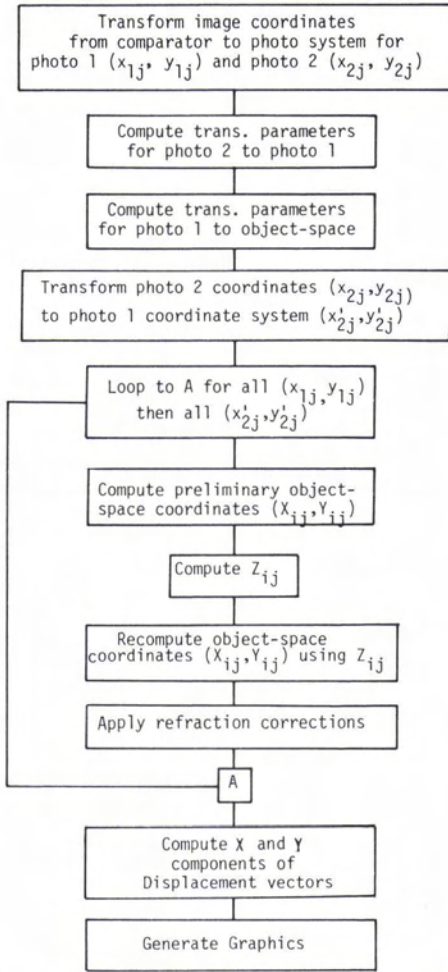 Transform image coordinates
from comparator to photo system for
photo 1 (x1j, y1j) and photo 2 (x2j, y2j)
Compute trans. parameters
for photo 2 to photo 1
Compute trans. parameters
for photo 1 to object-space
Transform photo 2 coordinates (x2j,y2j)
to photo 1 coordinate system (x'2j,y'2j)
Loop to A for all (x1j,y1j)
then all (x'2j,y'2j)
Compute preliminary object-
space coordinates (Xij,Yij)
Compute Zij
Recompute object-space
coordinates (Xij,Yij) using Zij
Apply refraction corrections
A
Compute X and Y
components of
Displacement vectors
Generate Graphics